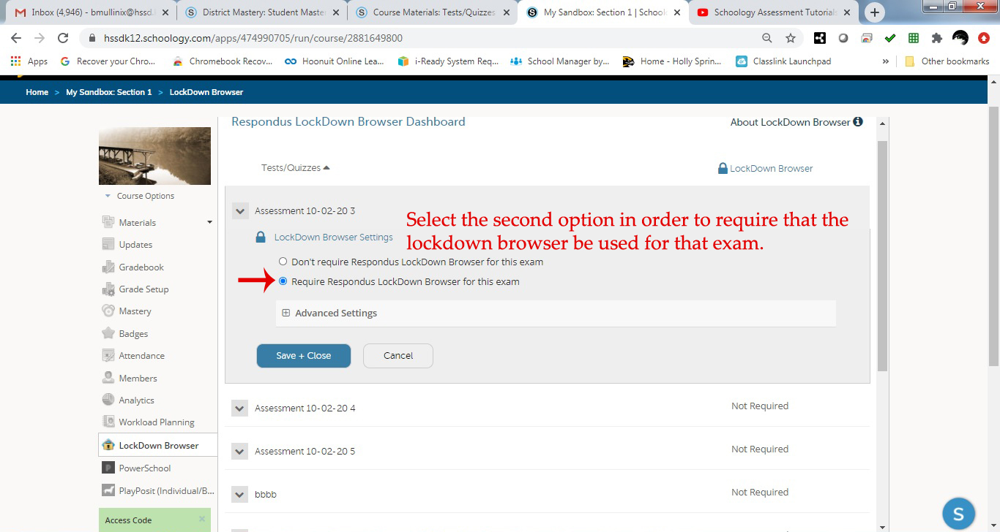 Inbox (4,946) - bmullinix@hssd.
District Mastery: Student Master
Course Materials: Tests/Quizzes
My Sandbox: Section 1 | Schoolo
Schoology Assessment Tutorials
hssdk12.schoology.com/apps/474990705/run/course/2881649800
Apps
Recover your Chro...
Chromebook Recov...
Hoonuit Online Lea...
i-Ready System Req...
School Manager by...
Home - Holly Sprin...
Classlink Launchpad
»
Other bookmarks
Home > My Sandbox: Section 1 > LockDown Browser
Respondus LockDown Browser Dashboard
About LockDown Browser
Tests/Quizzes
LockDown Browser
Course Options
Materials
Updates
Gradebook
Grade Setup
Mastery
Badges
Attendance
Members
Analytics
Workload Planning
LockDown Browser
PowerSchool
PlayPosit (Individual/B...
Access Code
Assessment 10-02-20 3
Select the second option in order to require that the
lockdown browser be used for that exam.
LockDown Browser Settings
Don't require Respondus LockDown Browser for this exam
Require Respondus LockDown Browser for this exam
Advanced Settings
Save + Close
Cancel
Assessment 10-02-20 4
Not Required
Assessment 10-02-20 5
Not Required
bbbb
Not Required
S